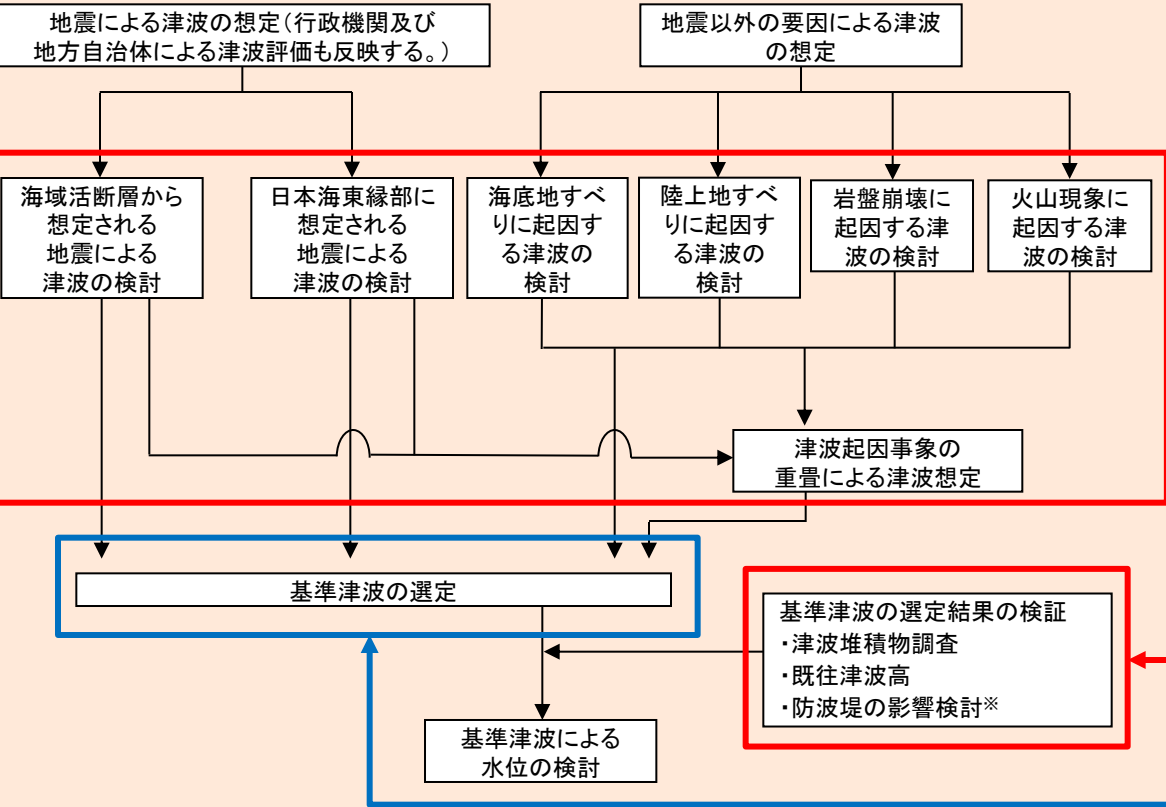 地震による津波の想定(行政機関及び
地方自治体による津波評価も反映する。)
地震以外の要因による津波
の想定
海域活断層から
想定される
地震による
津波の検討
日本海東縁部に
想定される
地震による
津波の検討
海底地すべ
りに起因す
る津波の
検討
陸上地すべ
りに起因す
る津波の
検討
岩盤崩壊に
起因する津
波の検討
火山現象に
起因する津
波の検討
津波起因事象の
重畳による津波想定
基準津波の選定
基準津波の選定結果の検証
・津波堆積物調査
・既往津波高
・防波堤の影響検討※
基準津波による
水位の検討